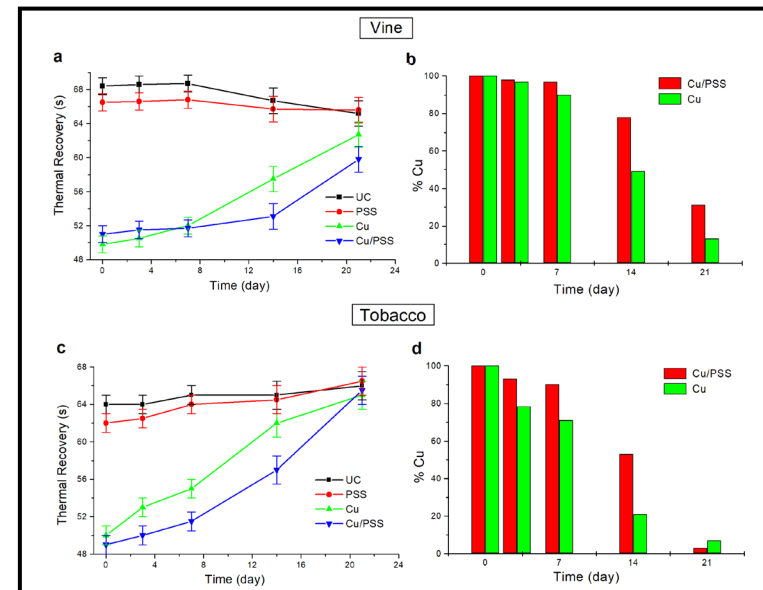 Vine
a
Thermal Recovery (s)
68
64
60
56
52
48
UC
PSS
Cu
Cu/PSS
0 4 8 12 16 20 24
Time (day)
b
% Cu
100
80
60
40
20
0
Cu/PSS
Cu
0 7 14 21
Time (day)
Tobacco
c
Thermal Recovery (s)
68
64
60
56
52
48
UC
PSS
Cu
Cu/PSS
0 4 8 12 16 20 24
Time (day)
d
% Cu
100
80
60
40
20
0
Cu/PSS
Cu
0 7 14 21
Time (day)